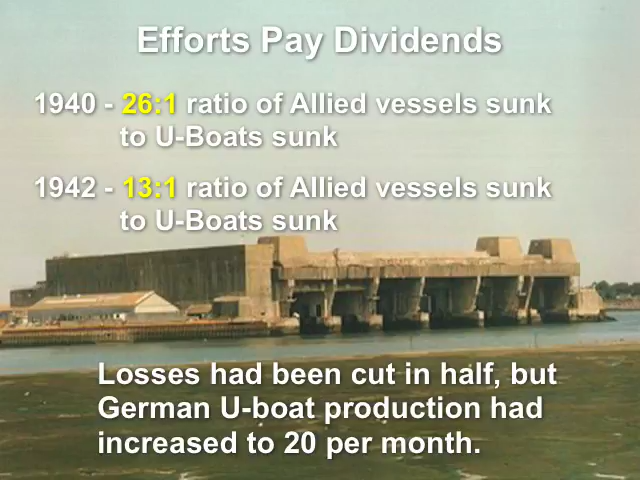 Efforts Pay Dividends
1940 - 26:1 ratio of Allied vessels sunk
to U-Boats sunk
1942 - 13:1 ratio of Allied vessels sunk
to U-Boats sunk
Losses had been cut in half, but
German U-boat production had
increased to 20 per month.